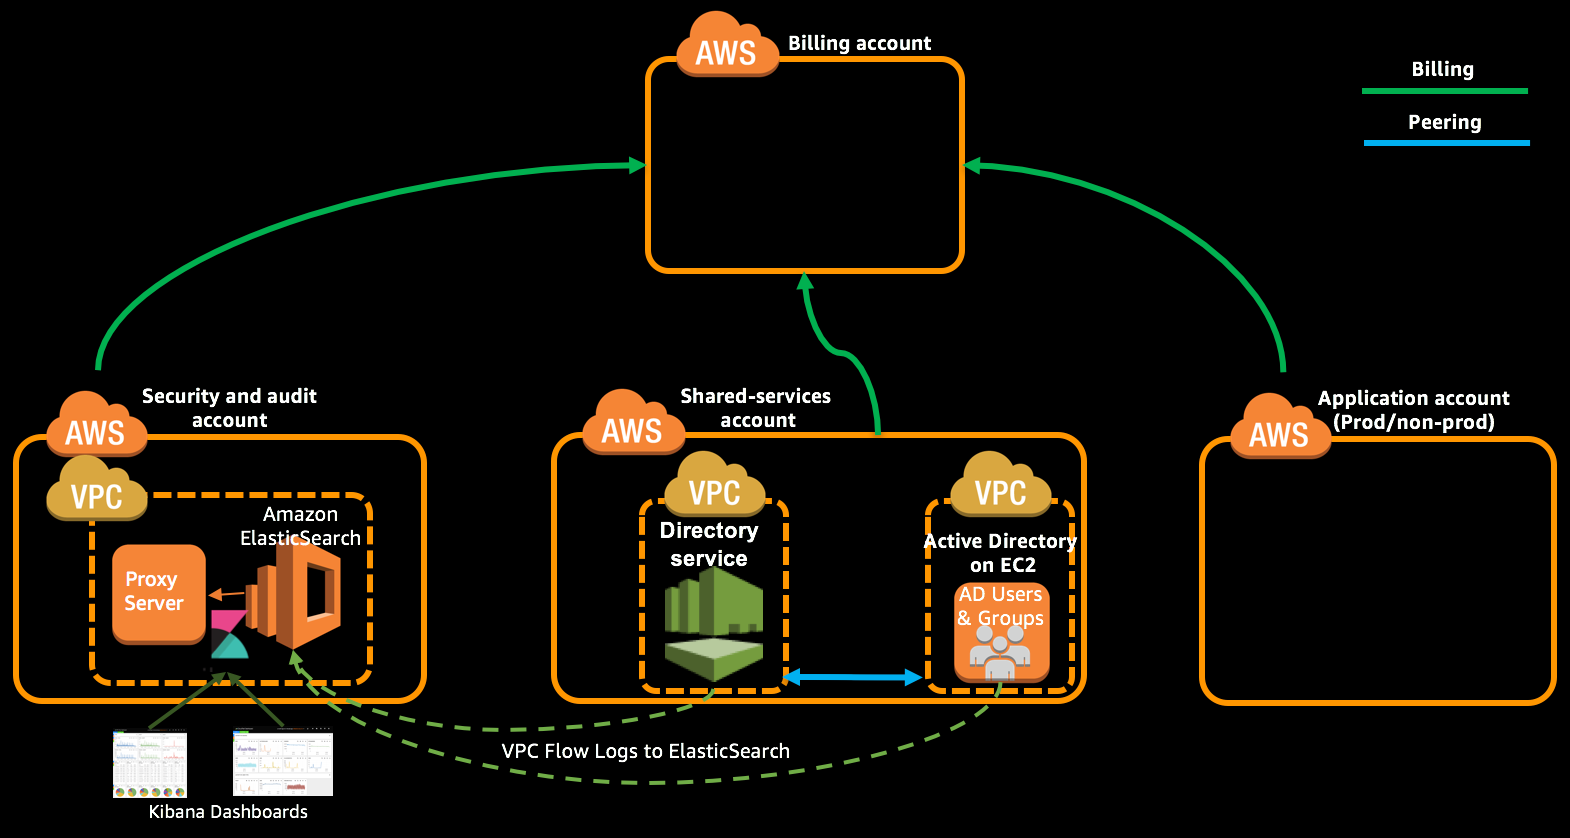 AWS
Billing account
Billing
Peering
Security and audit
account
AWS
Shared-services
account
AWS
Application account
(Prod/non-prod)
AWS
VPC
Amazon
ElasticSearch
Proxy
Server
VPC
Directory
service
VPC
Active Directory
on EC2
AD Users
& Groups
VPC Flow Logs to ElasticSearch
Kibana Dashboards